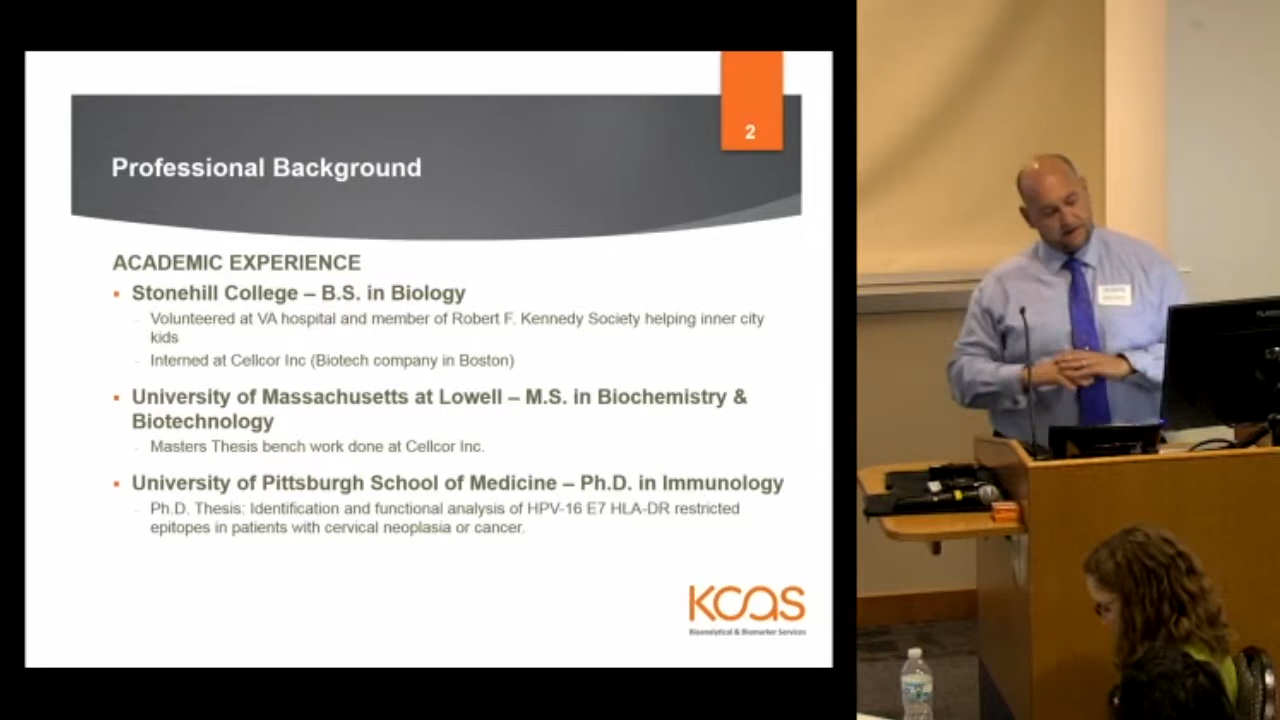 2
Professional Background
ACADEMIC EXPERIENCE
Stonehill College – B.S. in Biology
Volunteered at VA hospital and member of Robert F. Kennedy Society helping inner city
kids
Interned at Cellcor Inc (Biotech company in Boston)
University of Massachusetts at Lowell – M.S. in Biochemistry &
Biotechnology
Masters Thesis bench work done at Cellcor Inc.
University of Pittsburgh School of Medicine – Ph.D. in Immunology
Ph.D. Thesis: Identification and functional analysis of HPV-16 E7 HLA-DR restricted
epitopes in patients with cervical neoplasia or cancer.
KCAS
Bioanalytical & Biomarker Services